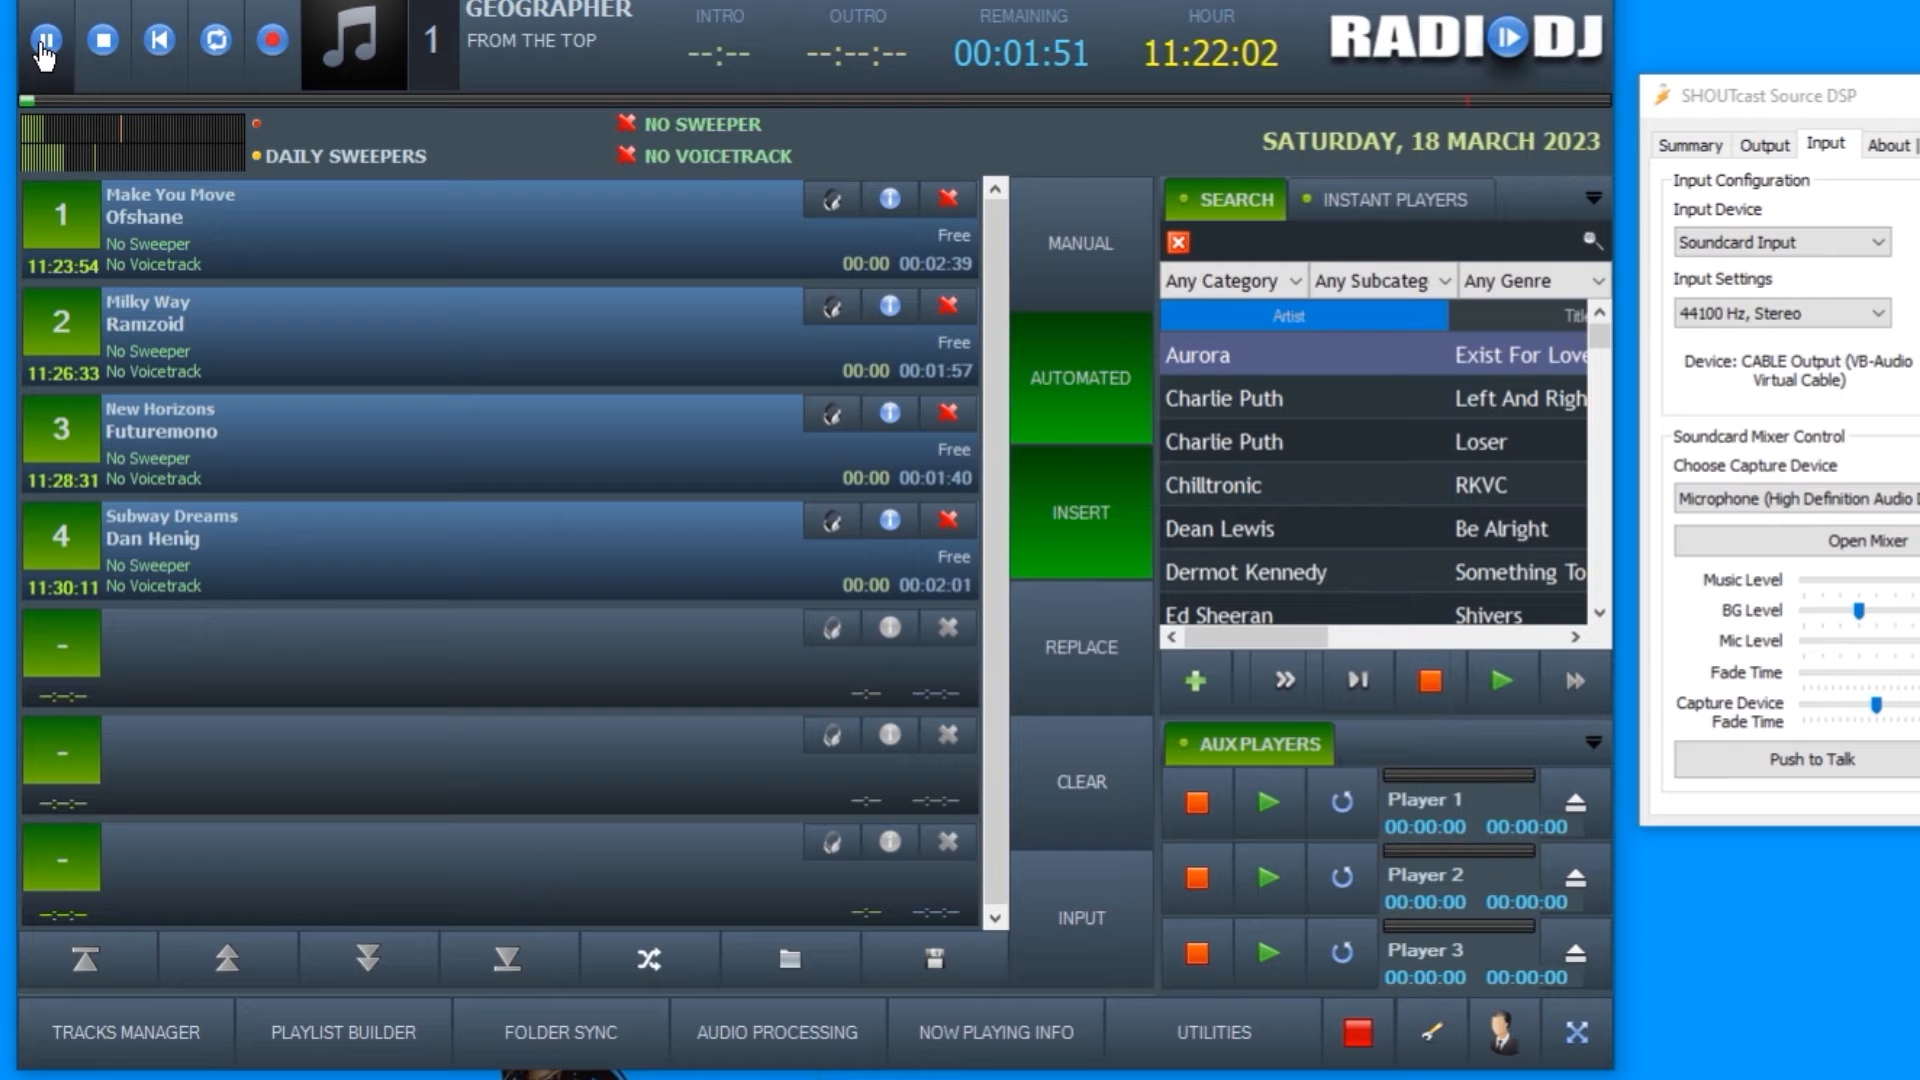 GEOGRAPHER
FROM THE TOP
1
INTRO
--:--
OUTRO
--:--:--
REMAINING
00:01:51
HOUR
11:22:02
RADIO DJ
DAILY SWEEPERS
NO SWEEPER
NO VOICETRACK
SATURDAY, 18 MARCH 2023
1
Make You Move
Ofshane
No Sweeper
Free
11:23:54 No Voicetrack
00:00 00:02:39
2
Milky Way
Ramzoid
No Sweeper
Free
11:26:33 No Voicetrack
00:00 00:01:57
3
New Horizons
Futuremono
No Sweeper
Free
11:28:31 No Voicetrack
00:00 00:01:40
4
Subway Dreams
Dan Henig
No Sweeper
Free
11:30:11 No Voicetrack
00:00 00:02:01
-
--:--:-- --:-- --:--:--
-
--:--:-- --:-- --:--:--
-
--:--:-- --:-- --:--:--
MANUAL
AUTOMATED
INSERT
REPLACE
CLEAR
INPUT
SEARCH
INSTANT PLAYERS
Any Category
Any Subcateg
Any Genre
Artist Title
Aurora Exist For Love
Charlie Puth Left And Righ
Charlie Puth Loser
Chilltronic RKVC
Dean Lewis Be Alright
Dermot Kennedy Something To
Ed Sheeran Shivers
AUX PLAYERS
Player 1
00:00:00 00:00:00
Player 2
00:00:00 00:00:00
Player 3
00:00:00 00:00:00
TRACKS MANAGER
PLAYLIST BUILDER
FOLDER SYNC
AUDIO PROCESSING
NOW PLAYING INFO
UTILITIES
SHOUTcast Source DSP
Summary Output Input About
Input Configuration
Input Device
Soundcard Input
Input Settings
44100 Hz, Stereo
Device: CABLE Output (VB-Audio
Virtual Cable)
Soundcard Mixer Control
Choose Capture Device
Microphone (High Definition Audio D
Open Mixer
Music Level
BG Level
Mic Level
Fade Time
Capture Device
Fade Time
Push to Talk